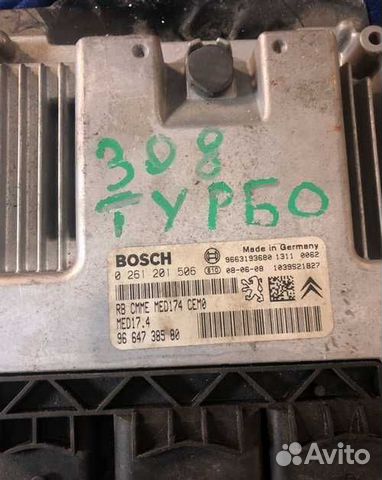 308
ТУРБО
BOSCH
Made in Germany
9663193680 1311 0062
0 261 201 506 E10 08-06-08 1039S21827
RB CMME MED174 CEM0
MED17.4
96 647 385 80
Avito